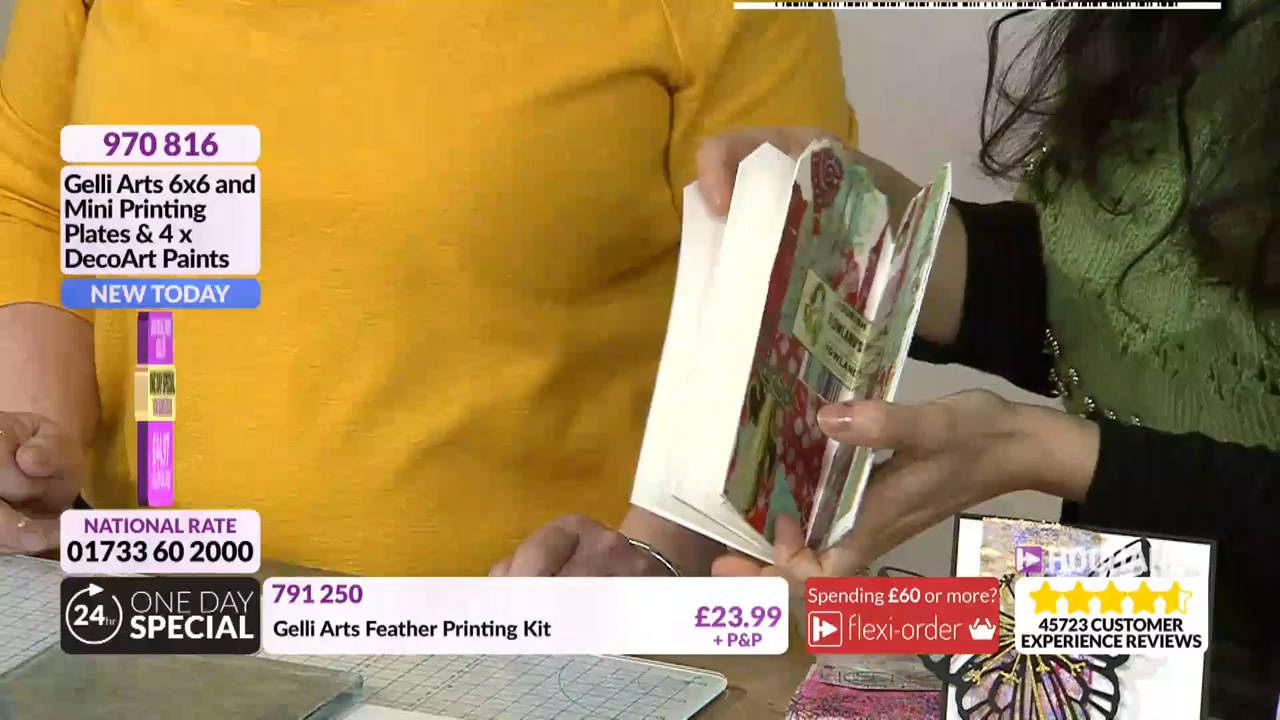 970 816
Gelli Arts 6x6 and
Mini Printing
Plates & 4 x
DecoArt Paints
NEW TODAY
NATIONAL RATE
01733 60 2000
24hr
ONE DAY
SPECIAL
791 250
Gelli Arts Feather Printing Kit
£23.99
+ P&P
Spending £60 or more?
flexi-order
45723 CUSTOMER
EXPERIENCE REVIEWS